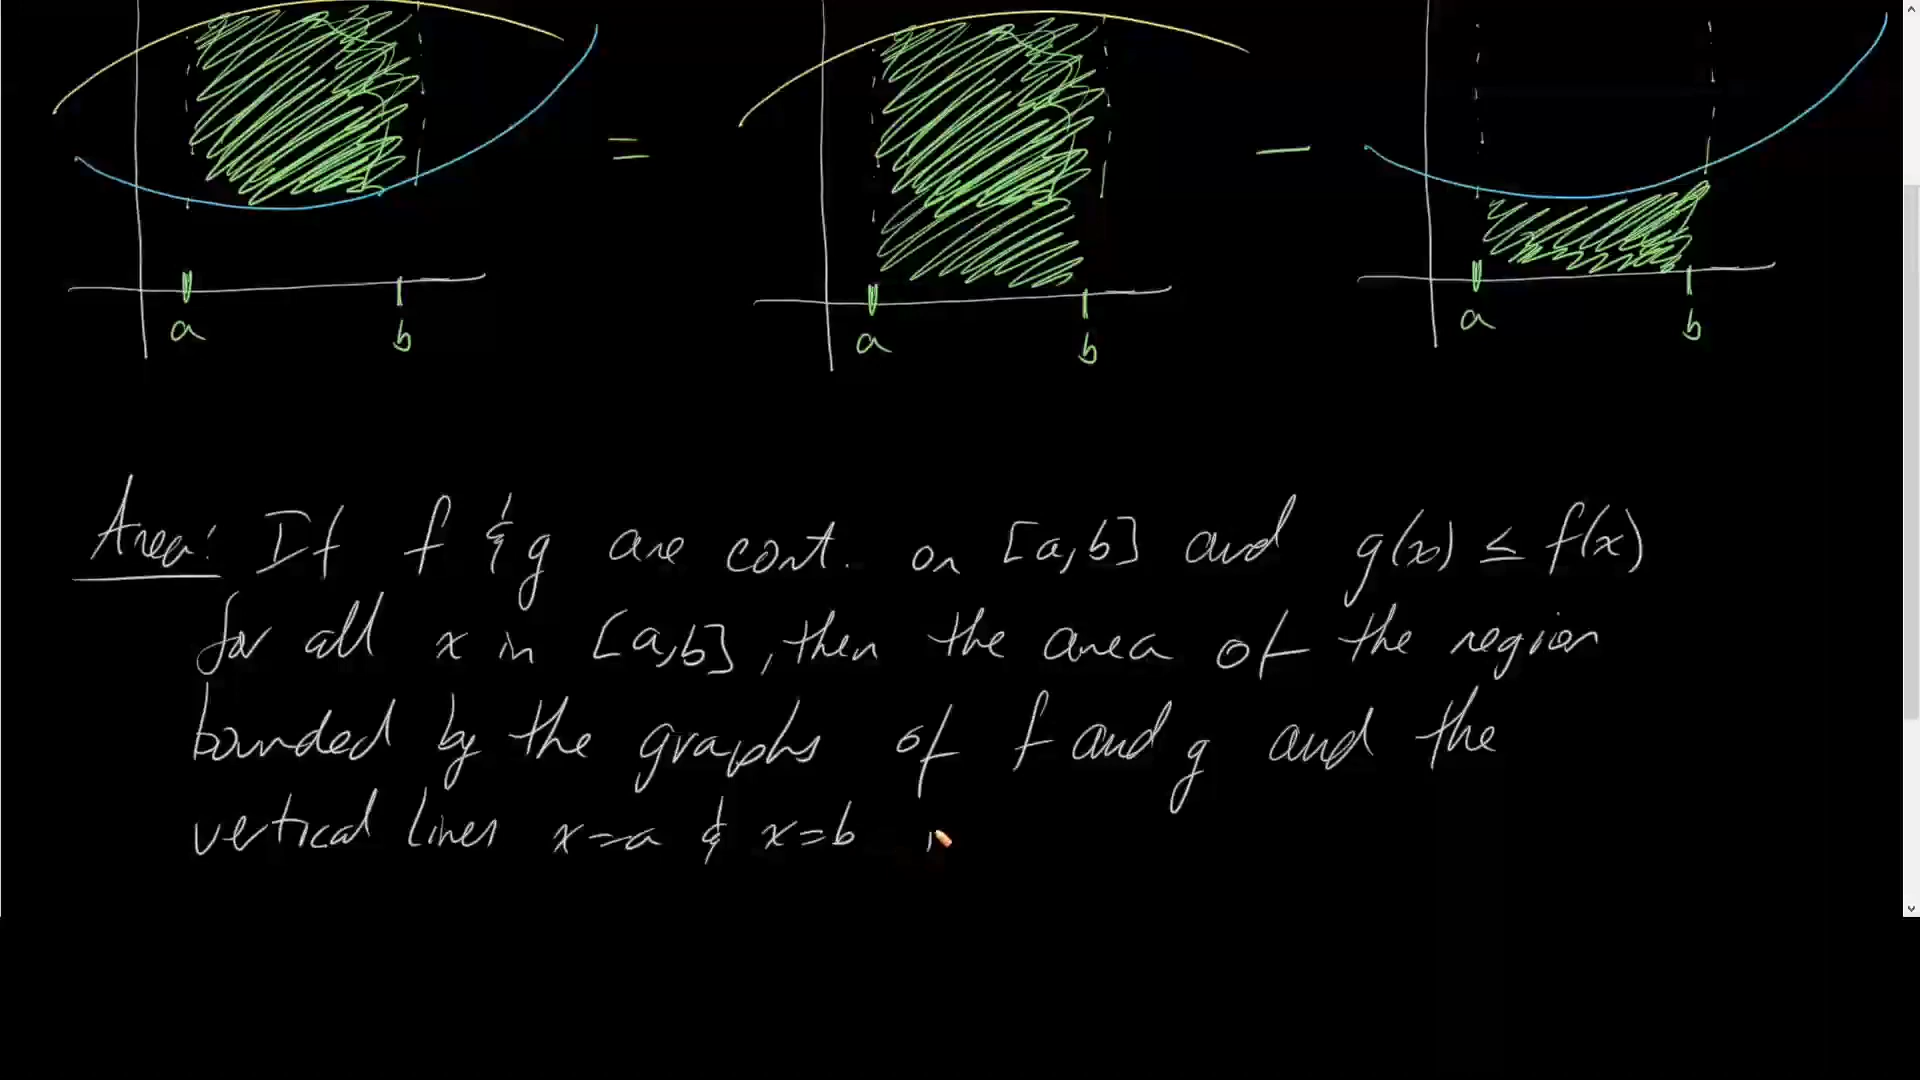 =
−
a b
a b
a b
Area: If f & g are cont. on [a,b] and g(x) ≤ f(x)
for all x in [a,b], then the area of the region
bounded by the graphs of f and g and the
vertical lines x=a & x=b